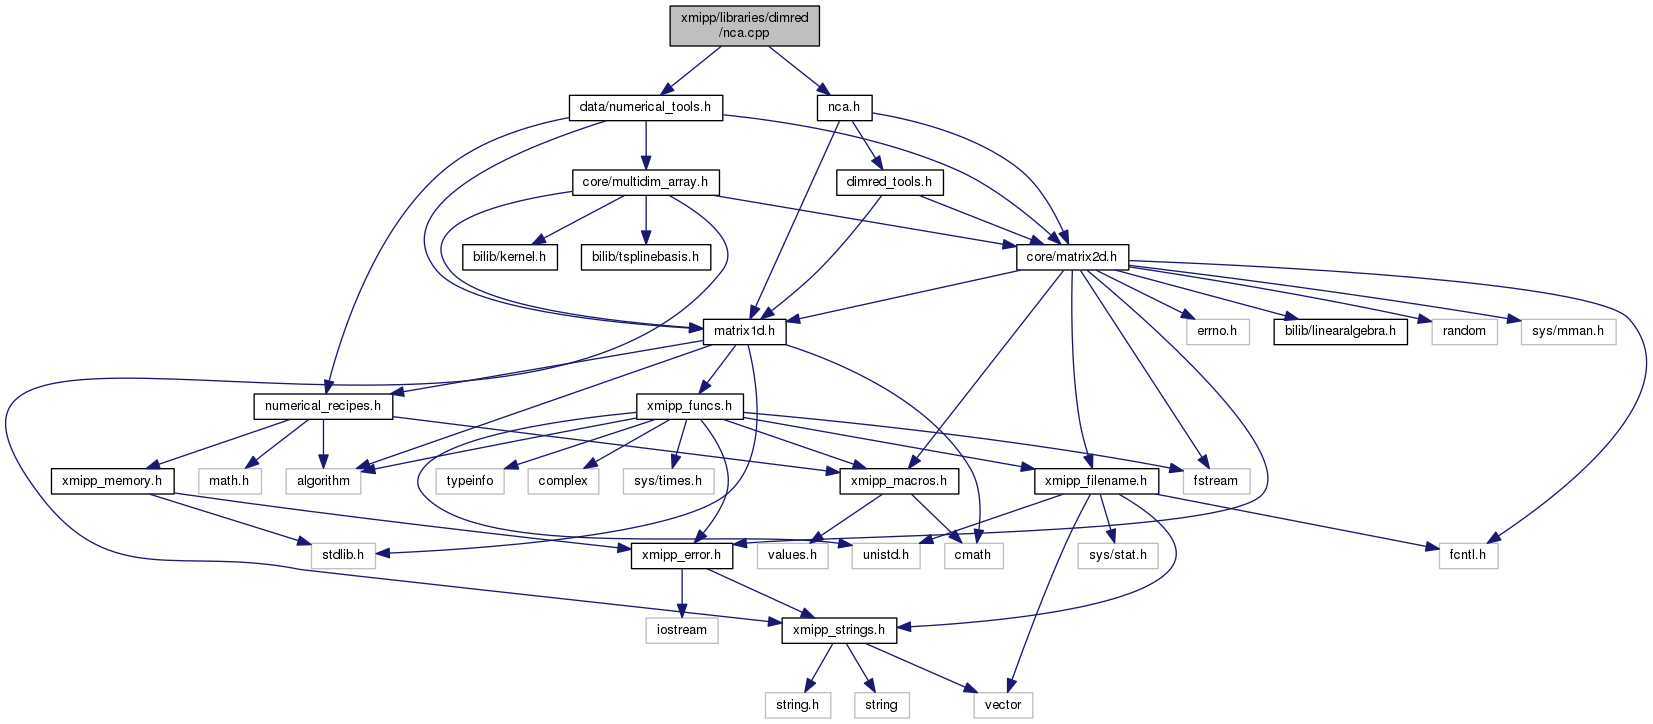 xmipp/libraries/dimred
/nca.cpp
data/numerical_tools.h
nca.h
core/multidim_array.h
dimred_tools.h
bilib/kernel.h
bilib/tsplinebasis.h
core/matrix2d.h
matrix1d.h
errno.h
bilib/linearalgebra.h
random
sys/mman.h
numerical_recipes.h
xmipp_funcs.h
xmipp_memory.h
math.h
algorithm
typeinfo
complex
sys/times.h
xmipp_macros.h
xmipp_filename.h
fstream
stdlib.h
xmipp_error.h
values.h
unistd.h
cmath
sys/stat.h
fcntl.h
iostream
xmipp_strings.h
string.h
string
vector